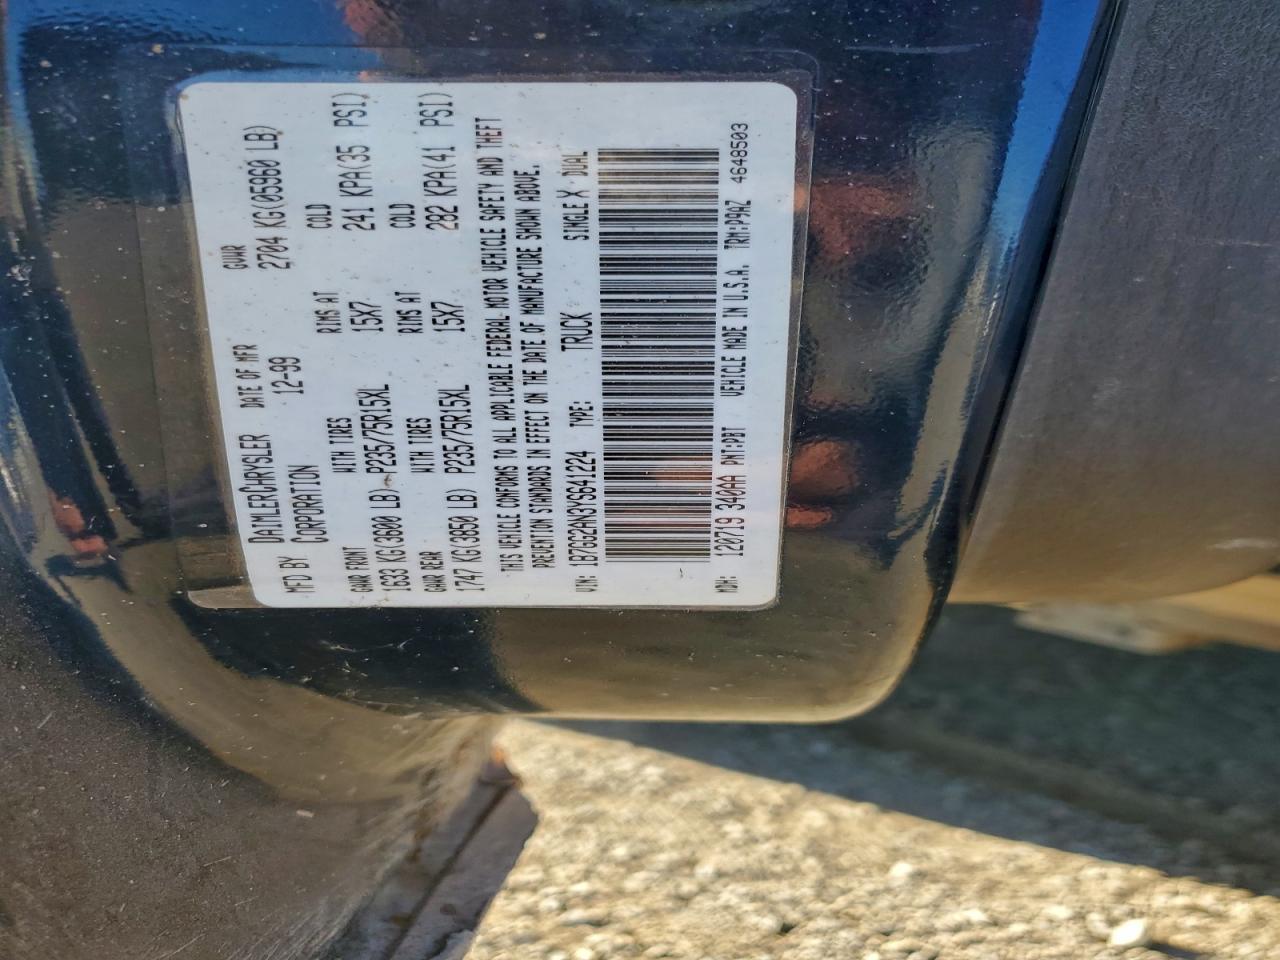 MFD BY DAIMLERCHRYSLER CORPORATION DATE OF MFR 12-99 GVWR 2704 KG(05960 LB)
GAWR FRONT WITH TIRES RIMS AT COLD
1633 KG(3600 LB) P235/75R15XL 15X7 241 KPA(35 PSI)
GAWR REAR WITH TIRES RIMS AT COLD
1747 KG(3850 LB) P235/75R15XL 15X7 282 KPA(41 PSI)
THIS VEHICLE CONFORMS TO ALL APPLICABLE FEDERAL MOTOR VEHICLE SAFETY AND THEFT
PREVENTION STANDARDS IN EFFECT ON THE DATE OF MANUFACTURE SHOWN ABOVE.
VIN: 1B7GG2AN3YS641224 TYPE: TRUCK SINGLE X DUAL
MDH: 120719 340AA PNT:PBT VEHICLE MADE IN U.S.A. TRM:P9AZ 4648503